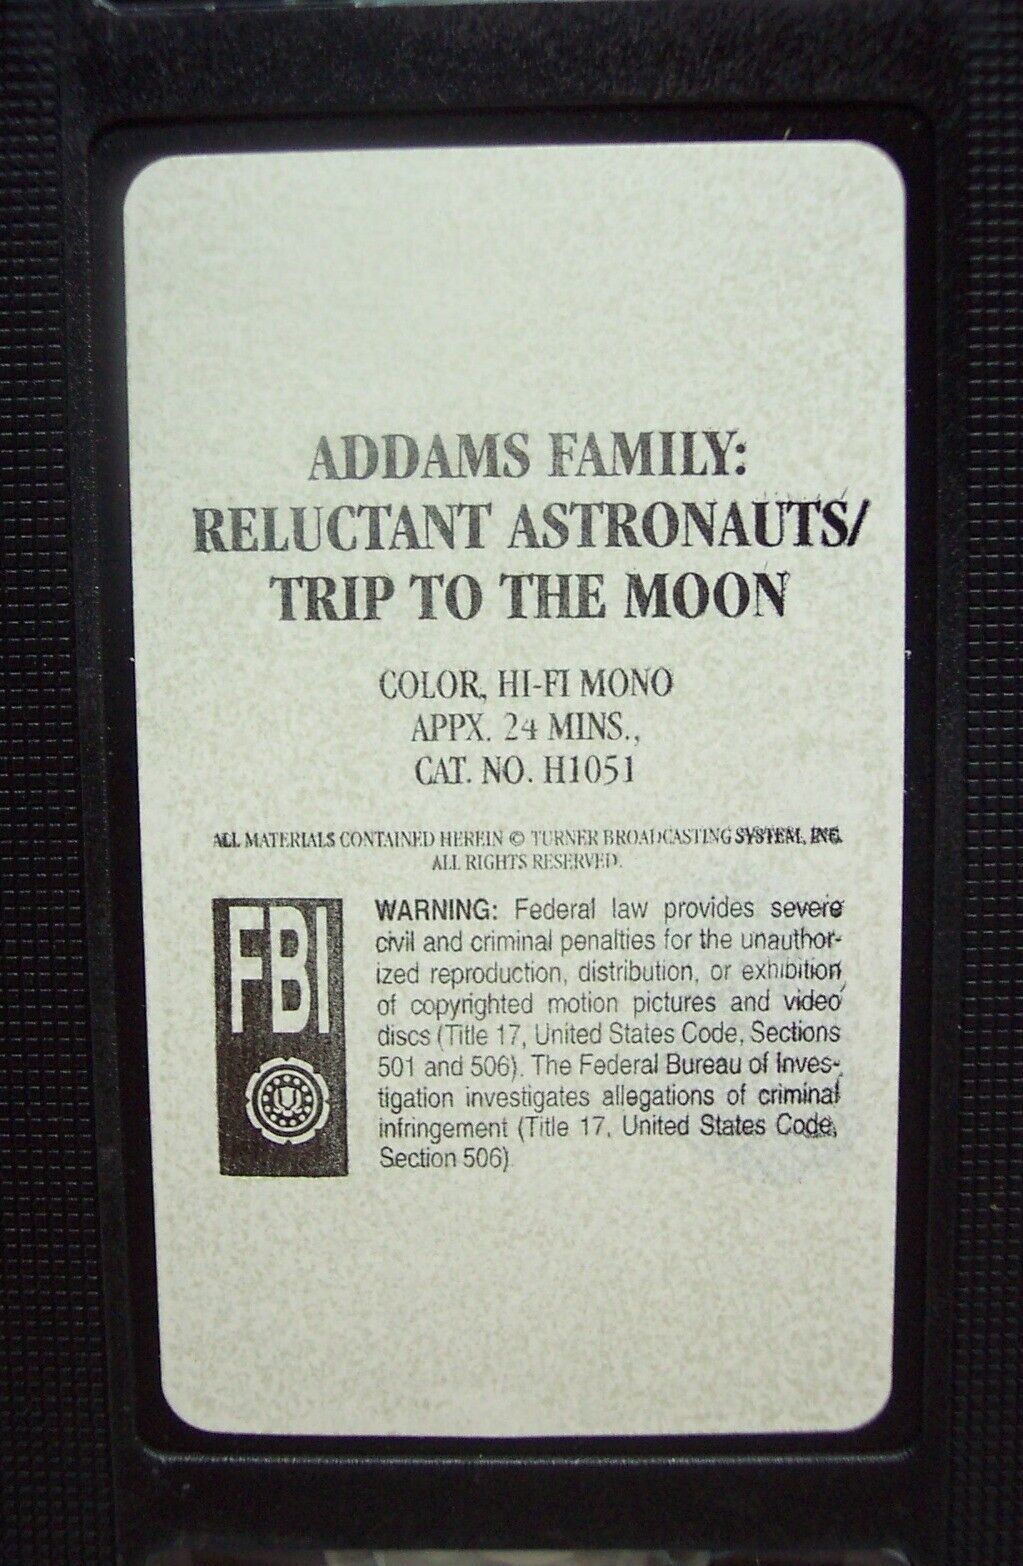 ADDAMS FAMILY:
RELUCTANT ASTRONAUTS/
TRIP TO THE MOON
COLOR, HI-FI MONO
APPX. 24 MINS.,
CAT. NO. H1051
ALL MATERIALS CONTAINED HEREIN © TURNER BROADCASTING SYSTEM, INC.
ALL RIGHTS RESERVED.
FBI
WARNING: Federal law provides severe
civil and criminal penalties for the unauthor-
ized reproduction, distribution, or exhibition
of copyrighted motion pictures and video
discs (Title 17, United States Code, Sections
501 and 506). The Federal Bureau of Inves-
tigation investigates allegations of criminal
infringement (Title 17, United States Code,
Section 506).